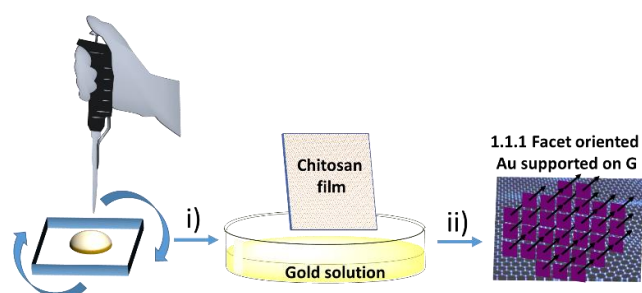 i)
Chitosan
film
Gold solution
ii)
1.1.1 Facet oriented
Au supported on G